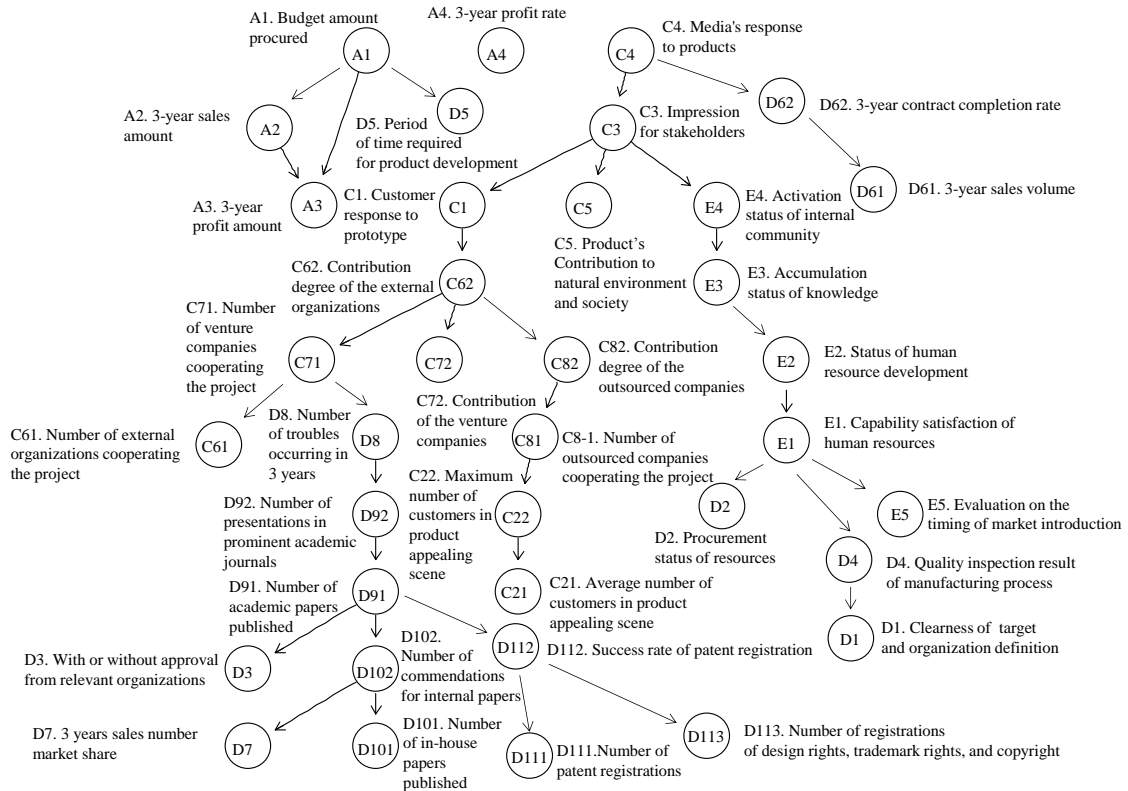 A1. Budget amount
procured
A1
A4. 3-year profit rate
A4
C4. Media's response
to products
C4
A2. 3-year sales
amount
A2
D5. Period
of time required
for product development
D5
C3. Impression
for stakeholders
C3
D62
D62. 3-year contract completion rate
A3. 3-year
profit amount
A3
C1. Customer
response to
prototype
C1
C5
C5. Product's
Contribution to
natural environment
and society
E4
E4. Activation
status of internal
community
D61
D61. 3-year sales volume
C62. Contribution
degree of the external
organizations
C62
E3
E3. Accumulation
status of knowledge
C71. Number
of venture
companies
cooperating
the project
C71
C72
C72. Contribution
of the venture
companies
C82
C82. Contribution
degree of the
outsourced companies
E2
E2. Status of human
resource development
C61. Number of external
organizations cooperating
the project
C61
D8. Number
of troubles
occurring in
3 years
D8
C81
C8-1. Number of
outsourced companies
cooperating the project
E1
E1. Capability satisfaction of
human resources
D92. Number of
presentations in
prominent academic
journals
D92
C22. Maximum
number of
customers in
product
appealing
scene
C22
D2
D2. Procurement
status of resources
E5
E5. Evaluation on the
timing of market introduction
D4
D4. Quality inspection result
of manufacturing process
D91. Number of
academic papers
published
D91
C21
C21. Average number of
customers in product
appealing scene
D1
D1. Clearness of target
and organization definition
D3. With or without approval
from relevant organizations
D3
D102
D102.
Number of
commendations
for internal papers
D112
D112. Success rate of patent registration
D7. 3 years sales number
market share
D7
D101
D101. Number
of in-house
papers
published
D111
D111.Number of
patent registrations
D113
D113. Number of registrations
of design rights, trademark rights, and copyright